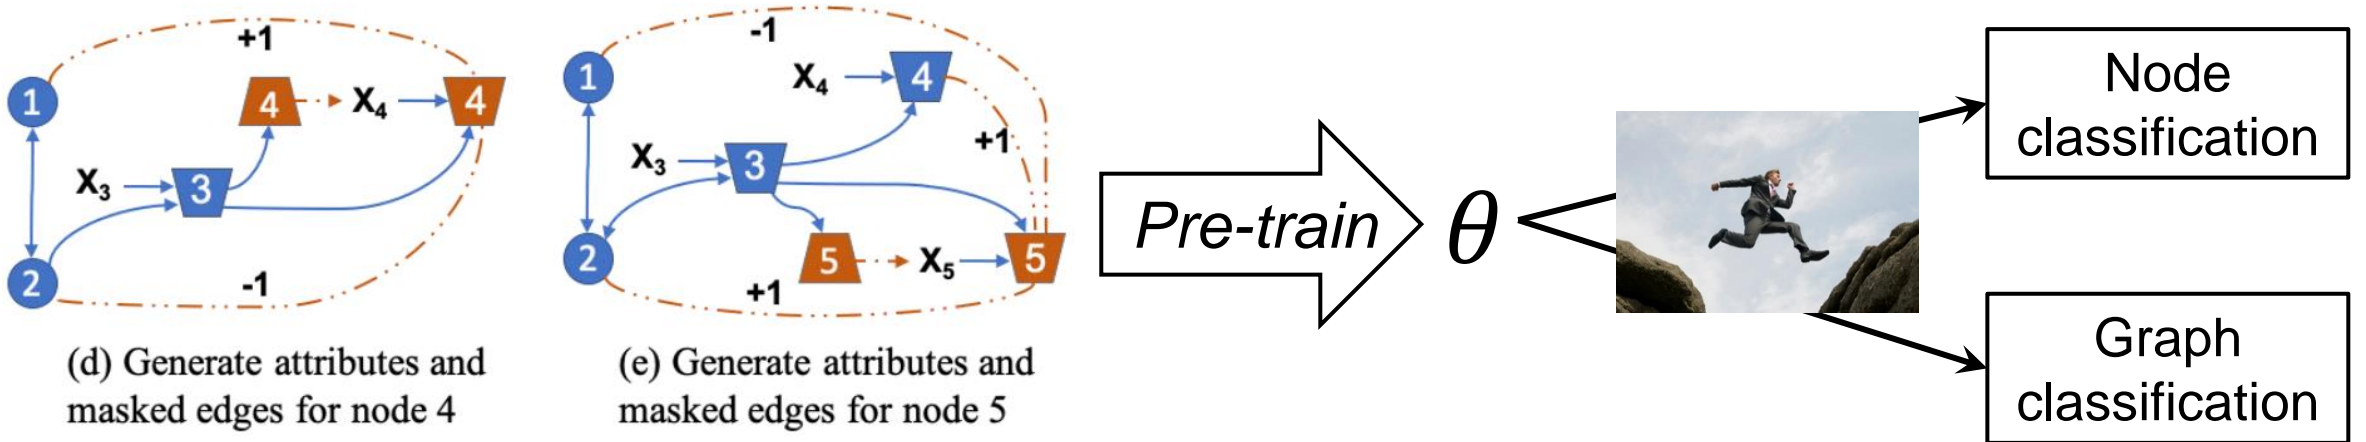 +1
1
4
X₄
4
X₃
3
2
-1
(d) Generate attributes and
masked edges for node 4
-1
1
X₄
4
+1
X₃
3
2
5
X₅
5
+1
(e) Generate attributes and
masked edges for node 5
Pre-train
θ
Node
classification
Graph
classification